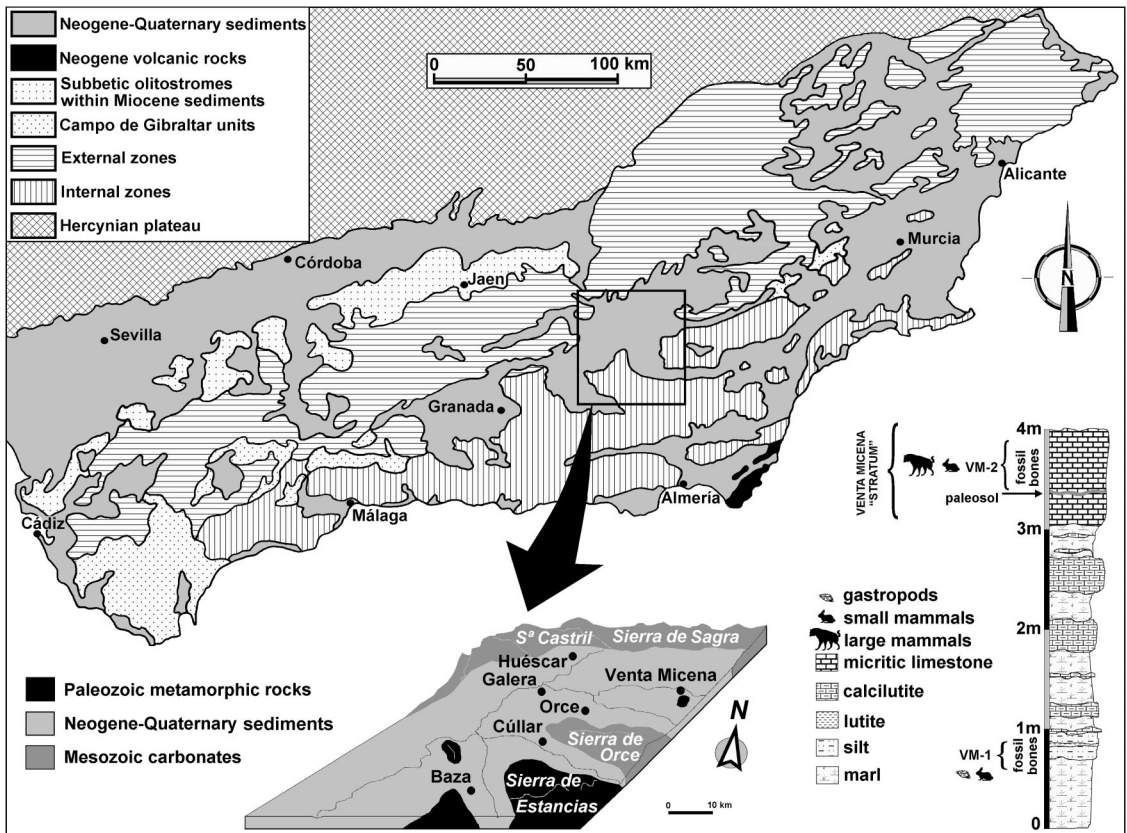 Neogene-Quaternary sediments
Neogene volcanic rocks
Subbetic olitostromes
within Miocene sediments
Campo de Gibraltar units
External zones
Internal zones
Hercynian plateau
0 50 100 km
Alicante
Murcia
N
Córdoba
Jaen
Sevilla
Granada
Almería
Málaga
Cádiz
VENTA MICENA
"STRATUM"
VM-2
fossil
bones
paleosol
4m
3m
2m
1m
0
gastropods
small mammals
large mammals
micritic limestone
calcilutite
lutite
silt
marl
VM-1
fossil
bones
Paleozoic metamorphic rocks
Neogene-Quaternary sediments
Mesozoic carbonates
Sª Castril
Sierra de Sagra
Huéscar
Galera
Venta Micena
Orce
Cúllar
Sierra de
Orce
Baza
Sierra de
Estancias
N
0 10 km